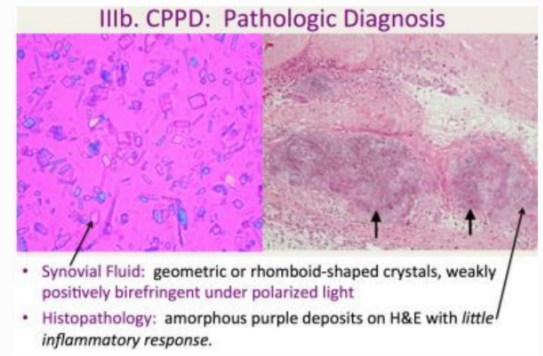 IIIb. CPPD: Pathologic Diagnosis
• Synovial Fluid: geometric or rhomboid-shaped crystals, weakly
positively birefringent under polarized light
• Histopathology: amorphous purple deposits on H&E with little
inflammatory response.